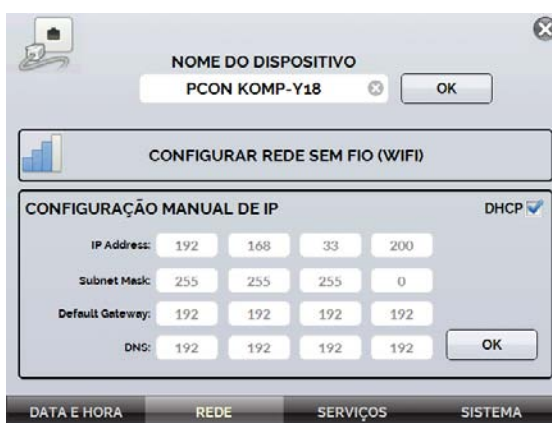 NOME DO DISPOSITIVO
PCON KOMP-Y18 OK
CONFIGURAR REDE SEM FIO (WIFI)
CONFIGURAÇÃO MANUAL DE IP DHCP
IP Address: 192 168 33 200
Subnet Mask: 255 255 255 0
Default Gateway: 192 192 192 192
DNS: 192 192 192 192 OK
DATA E HORA REDE SERVIÇOS SISTEMA